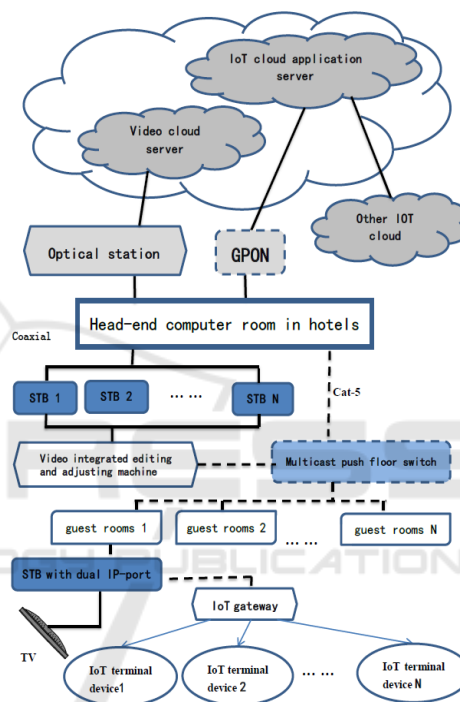 IoT cloud application
server
Video cloud
server
Other IOT
cloud
Optical station
GPON
Head-end computer room in hotels
Coaxial
STB 1
STB 2
... ...
STB N
Cat-5
Video integrated editing
and adjusting machine
Multicast push floor switch
guest rooms 1
guest rooms 2
... ...
guest rooms N
STB with dual IP-port
IoT gateway
TV
IoT terminal
device1
IoT terminal
device 2
... ...
IoT terminal
device N